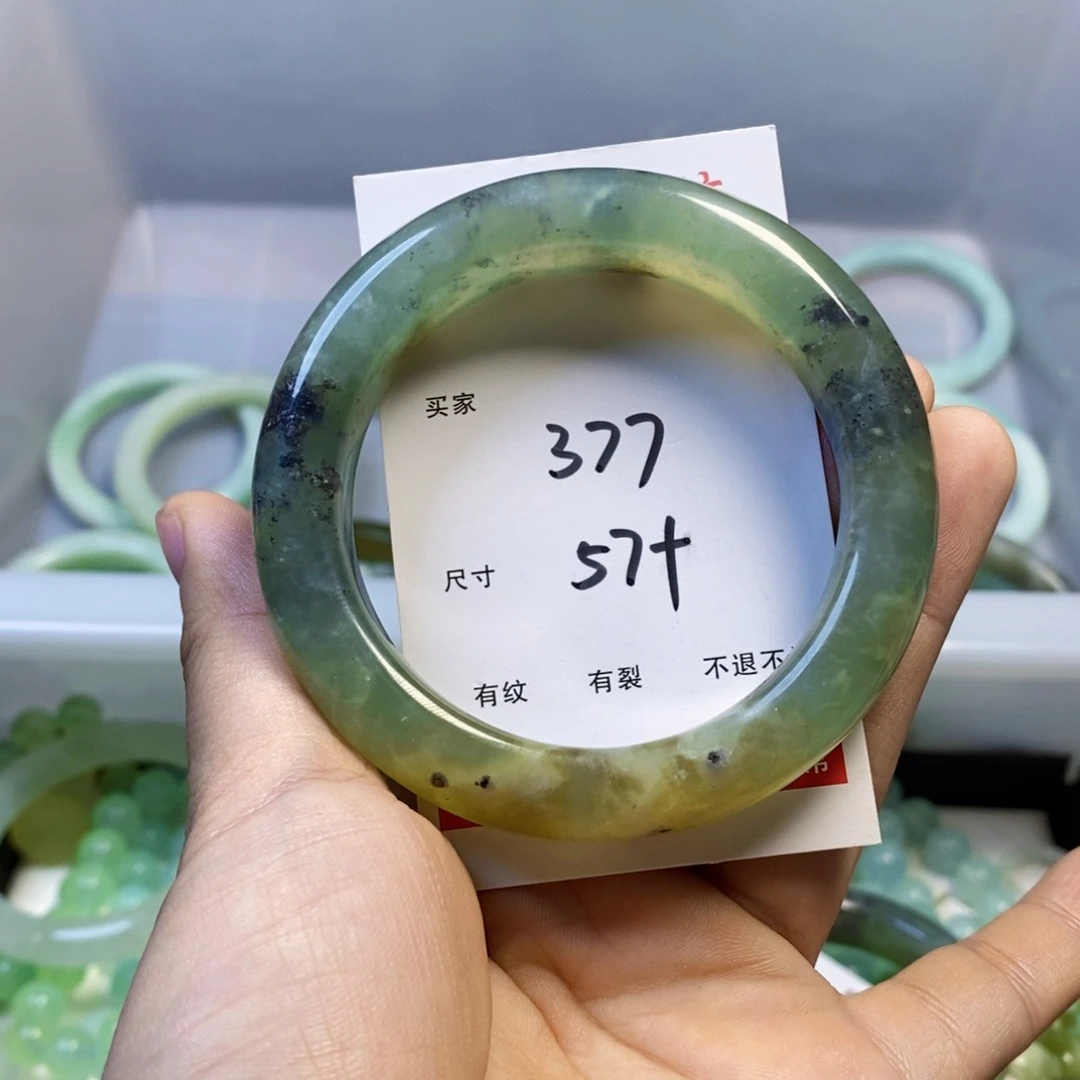 买家
377
尺寸
57+
有纹 有裂 不退不